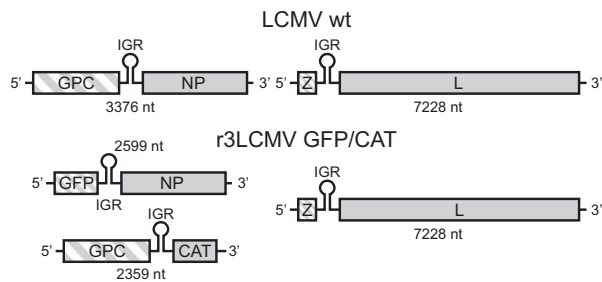 LCMV wt
IGR IGR
5’ GPC NP 3’ 5’ Z L 3’
3376 nt 7228 nt
r3LCMV GFP/CAT
2599 nt
5’ GFP NP 3’
IGR
IGR
5’ Z L 3’
7228 nt
IGR
5’ GPC CAT 3’
2359 nt